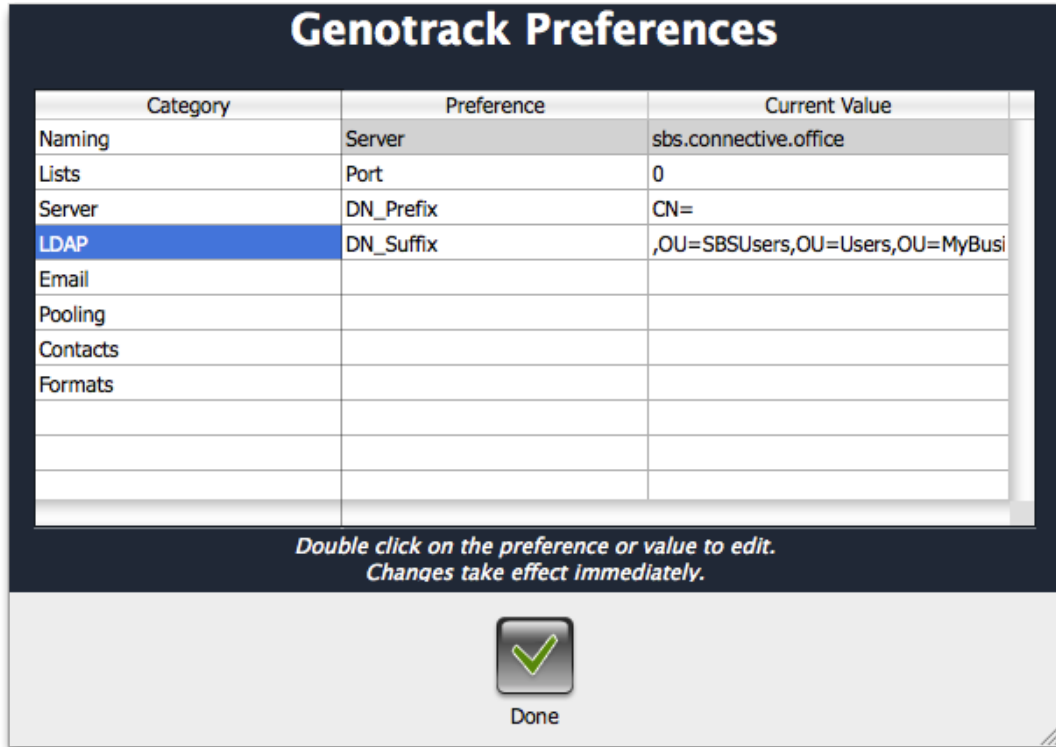 Genotrack Preferences
Category Preference Current Value
Naming Server sbs.connective.office
Lists Port 0
Server DN_Prefix CN=
LDAP DN_Suffix ,OU=SBSUsers,OU=Users,OU=MyBusi
Email
Pooling
Contacts
Formats
Double click on the preference or value to edit.
Changes take effect immediately.
Done